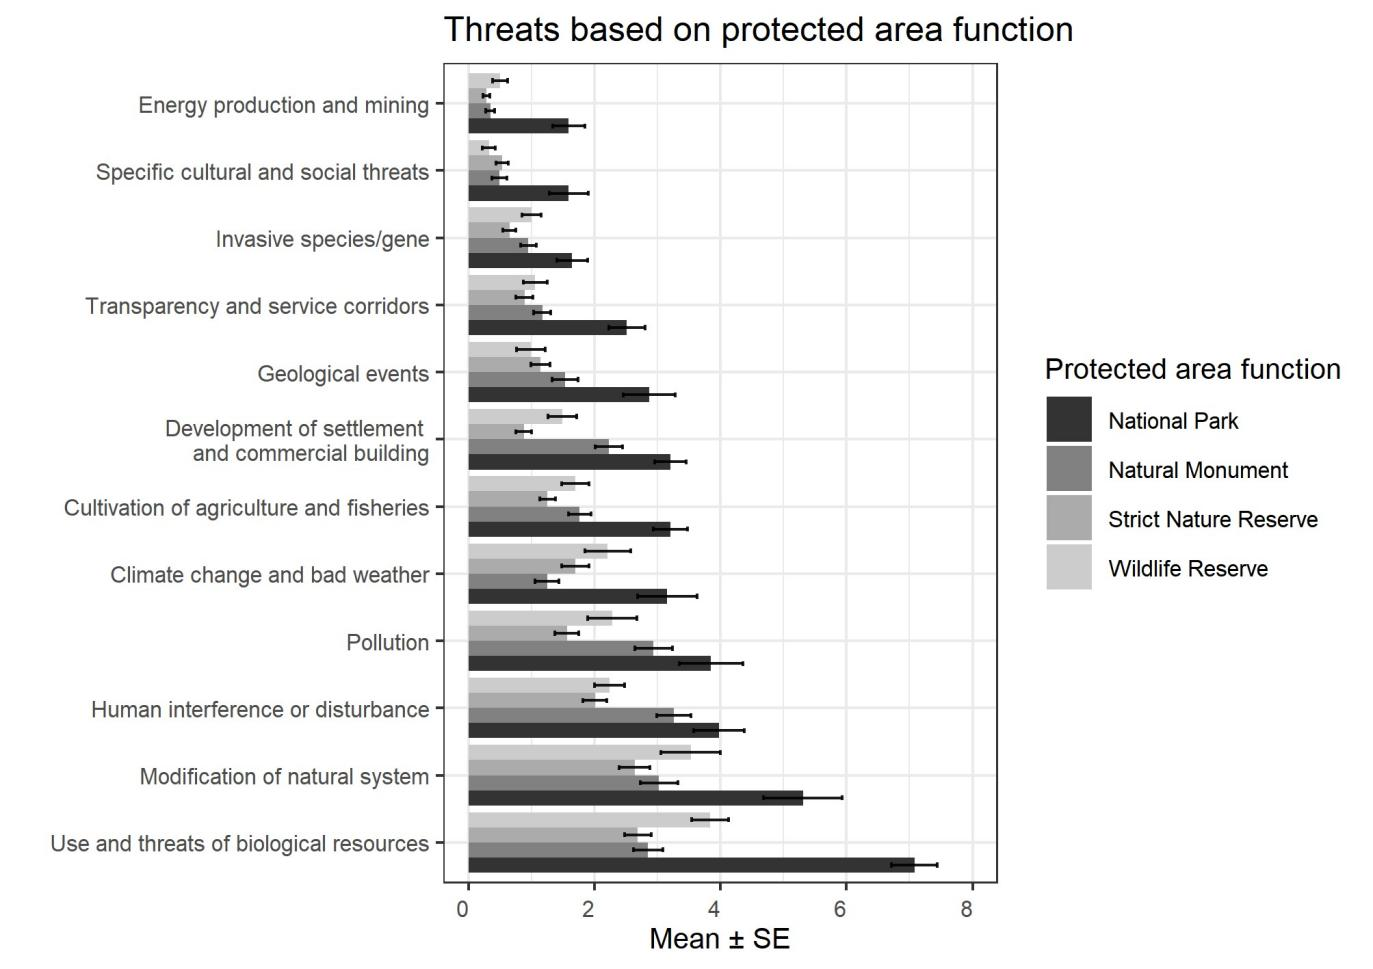 Threats based on protected area function
Energy production and mining
Specific cultural and social threats
Invasive species/gene
Transparency and service corridors
Geological events
Development of settlement
and commercial building
Cultivation of agriculture and fisheries
Climate change and bad weather
Pollution
Human interference or disturbance
Modification of natural system
Use and threats of biological resources
0 2 4 6 8
Mean ± SE
Protected area function
National Park
Natural Monument
Strict Nature Reserve
Wildlife Reserve